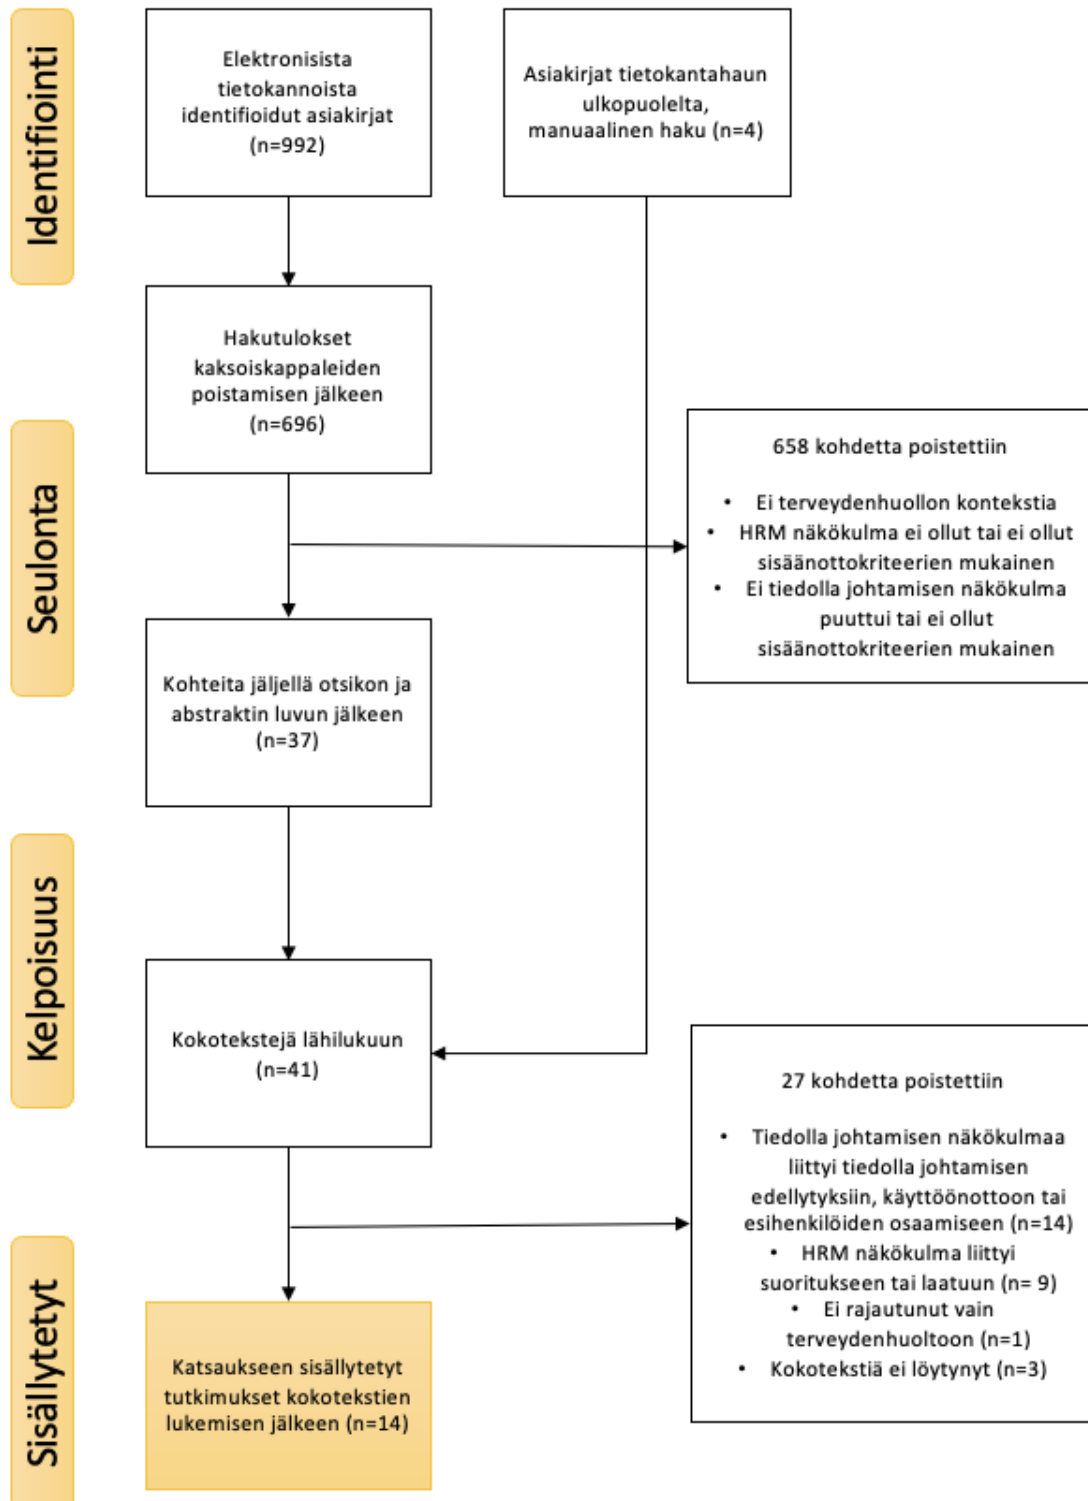 Identifiointi
Elektronisista
tietokannoista
identifioidut asiakirjat
(n=992)
Asiakirjat tietokantahaun
ulkopuolelta,
manuaalinen haku (n=4)
Hakutulokset
kaksoiskappaleiden
poistamisen jälkeen
(n=696)
Seulonta
658 kohdetta poistettiin
• Ei terveydenhuollon kontekstia
• HRM näkökulma ei ollut tai ei ollut
sisäänottokriteerien mukainen
• Ei tiedolla johtamisen näkökulma
puuttui tai ei ollut
sisäänottokriteerien mukainen
Kohteita jäljellä otsikon ja
abstraktin luvun jälkeen
(n=37)
Kelpoisuus
Kokotekstejä lähilukuun
(n=41)
27 kohdetta poistettiin
• Tiedolla johtamisen näkökulmaa
liittyi tiedolla johtamisen
edellytyksiin, käyttöönottoon tai
esihenkilöiden osaamiseen (n=14)
• HRM näkökulma liittyi
suoritukseen tai laatuun (n= 9)
• Ei rajautunut vain
terveydenhuoltoon (n=1)
• Kokotekstiä ei löytynyt (n=3)
Sisällytetyt
Katsaukseen sisällytetyt
tutkimukset kokotekstien
lukemisen jälkeen (n=14)